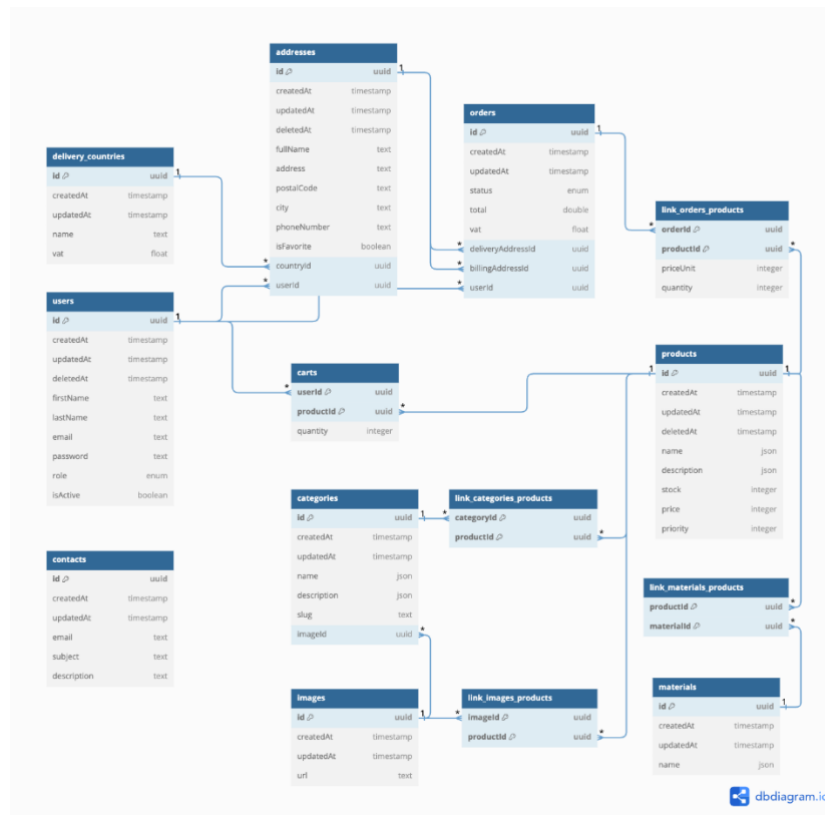 addresses
id uuid
createdAt timestamp
updatedAt timestamp
deletedAt timestamp
fullName text
address text
postalCode text
city text
phoneNumber text
isFavorite boolean
countryId uuid
userId uuid
orders
id uuid
createdAt timestamp
updatedAt timestamp
status enum
total double
vat float
deliveryAddressId uuid
billingAddressId uuid
userId uuid
delivery_countries
id uuid
createdAt timestamp
updatedAt timestamp
name text
vat float
link_orders_products
orderId uuid
productId uuid
priceUnit integer
quantity integer
users
id uuid
createdAt timestamp
updatedAt timestamp
deletedAt timestamp
firstName text
lastName text
email text
password text
role enum
isActive boolean
carts
userId uuid
productId uuid
quantity integer
products
id uuid
createdAt timestamp
updatedAt timestamp
deletedAt timestamp
name json
description json
stock integer
price integer
priority integer
categories
id uuid
createdAt timestamp
updatedAt timestamp
name json
description json
slug text
imageId uuid
link_categories_products
categoryId uuid
productId uuid
contacts
id uuid
createdAt timestamp
updatedAt timestamp
email text
subject text
description text
link_materials_products
productId uuid
materialId uuid
images
id uuid
createdAt timestamp
updatedAt timestamp
url text
link_images_products
imageId uuid
productId uuid
materials
id uuid
createdAt timestamp
updatedAt timestamp
name json
1
*
1
*
1
*
*
*
1
*
*
*
*
*
1
1
1
*
*
*
*
*
1
*
*
1
dbdiagram.io